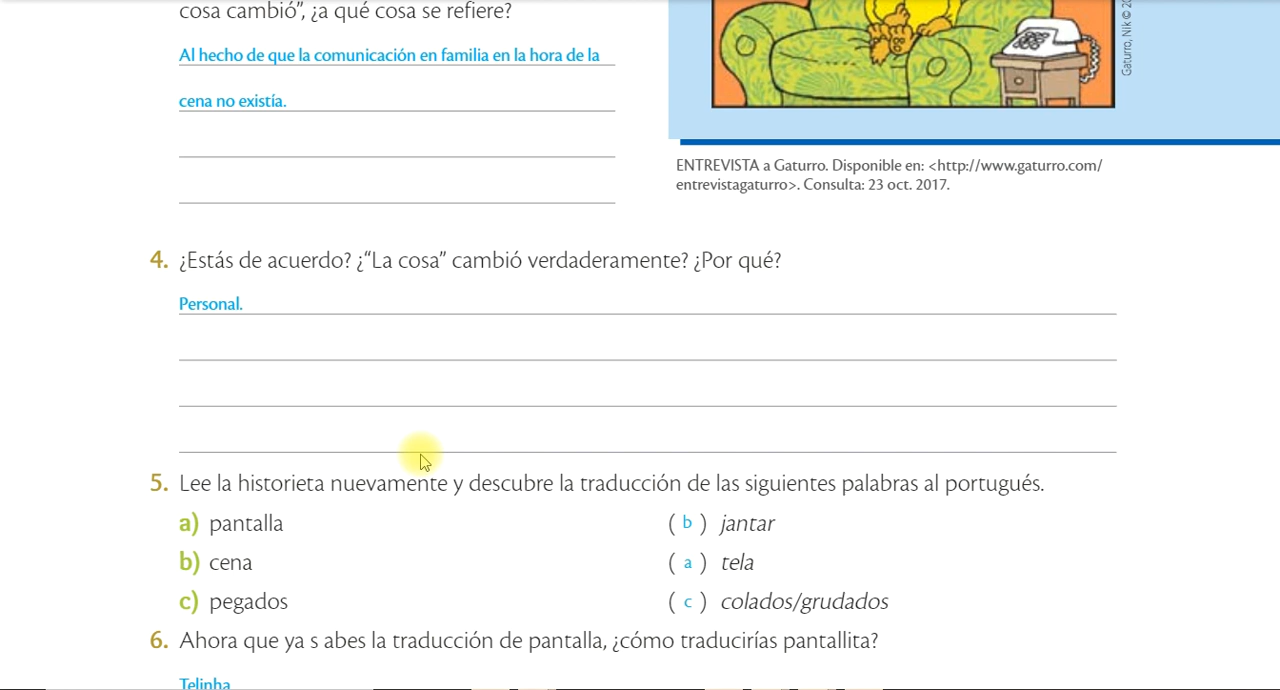 cosa cambió”, ¿a qué cosa se refiere?
Al hecho de que la comunicación en familia en la hora de la
cena no existía.
Gaturro, Nik © 20
ENTREVISTA a Gaturro. Disponible en: <http://www.gaturro.com/
entrevistagaturro>. Consulta: 23 oct. 2017.
4. ¿Estás de acuerdo? ¿“La cosa” cambió verdaderamente? ¿Por qué?
Personal.
5. Lee la historieta nuevamente y descubre la traducción de las siguientes palabras al portugués.
a) pantalla ( b ) jantar
b) cena ( a ) tela
c) pegados ( c ) colados/grudados
6. Ahora que ya s abes la traducción de pantalla, ¿cómo traducirías pantallita?
Telinha